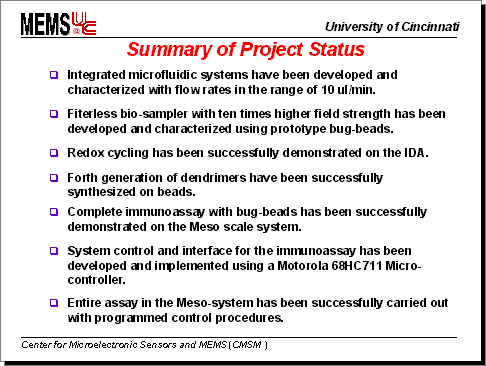 MEMS@UC
University of Cincinnati
Summary of Project Status
Integrated microfluidic systems have been developed and
characterized with flow rates in the range of 10 ul/min.
Fiterless bio-sampler with ten times higher field strength has been
developed and characterized using prototype bug-beads.
Redox cycling has been successfully demonstrated on the IDA.
Forth generation of dendrimers have been successfully
synthesized on beads.
Complete immunoassay with bug-beads has been successfully
demonstrated on the Meso scale system.
System control and interface for the immunoassay has been
developed and implemented using a Motorola 68HC711 Micro-
controller.
Entire assay in the Meso-system has been successfully carried out
with programmed control procedures.
Center for Microelectronic Sensors and MEMS (CMSM )